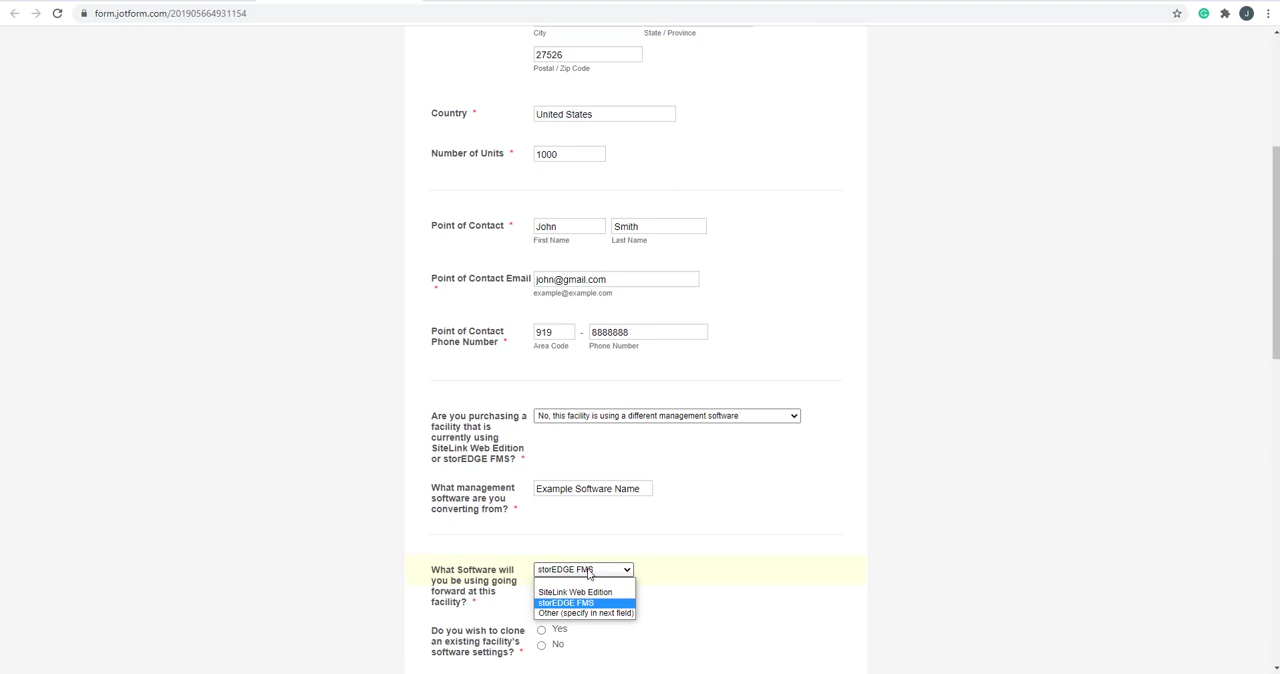 form.jotform.com/201905664931154
J
City State / Province
27526
Postal / Zip Code
Country * United States
Number of Units * 1000
Point of Contact * John Smith
First Name Last Name
Point of Contact Email john@gmail.com
* example@example.com
Point of Contact 919 - 8888888
Phone Number * Area Code Phone Number
Are you purchasing a No, this facility is using a different management software
facility that is
currently using
SiteLink Web Edition
or storEDGE FMS? *
What management Example Software Name
software are you
converting from? *
What Software will storEDGE FMS
you be using going
forward at this SiteLink Web Edition
facility? * storEDGE FMS
Other (specify in next field)
Do you wish to clone Yes
an existing facility's No
software settings? *